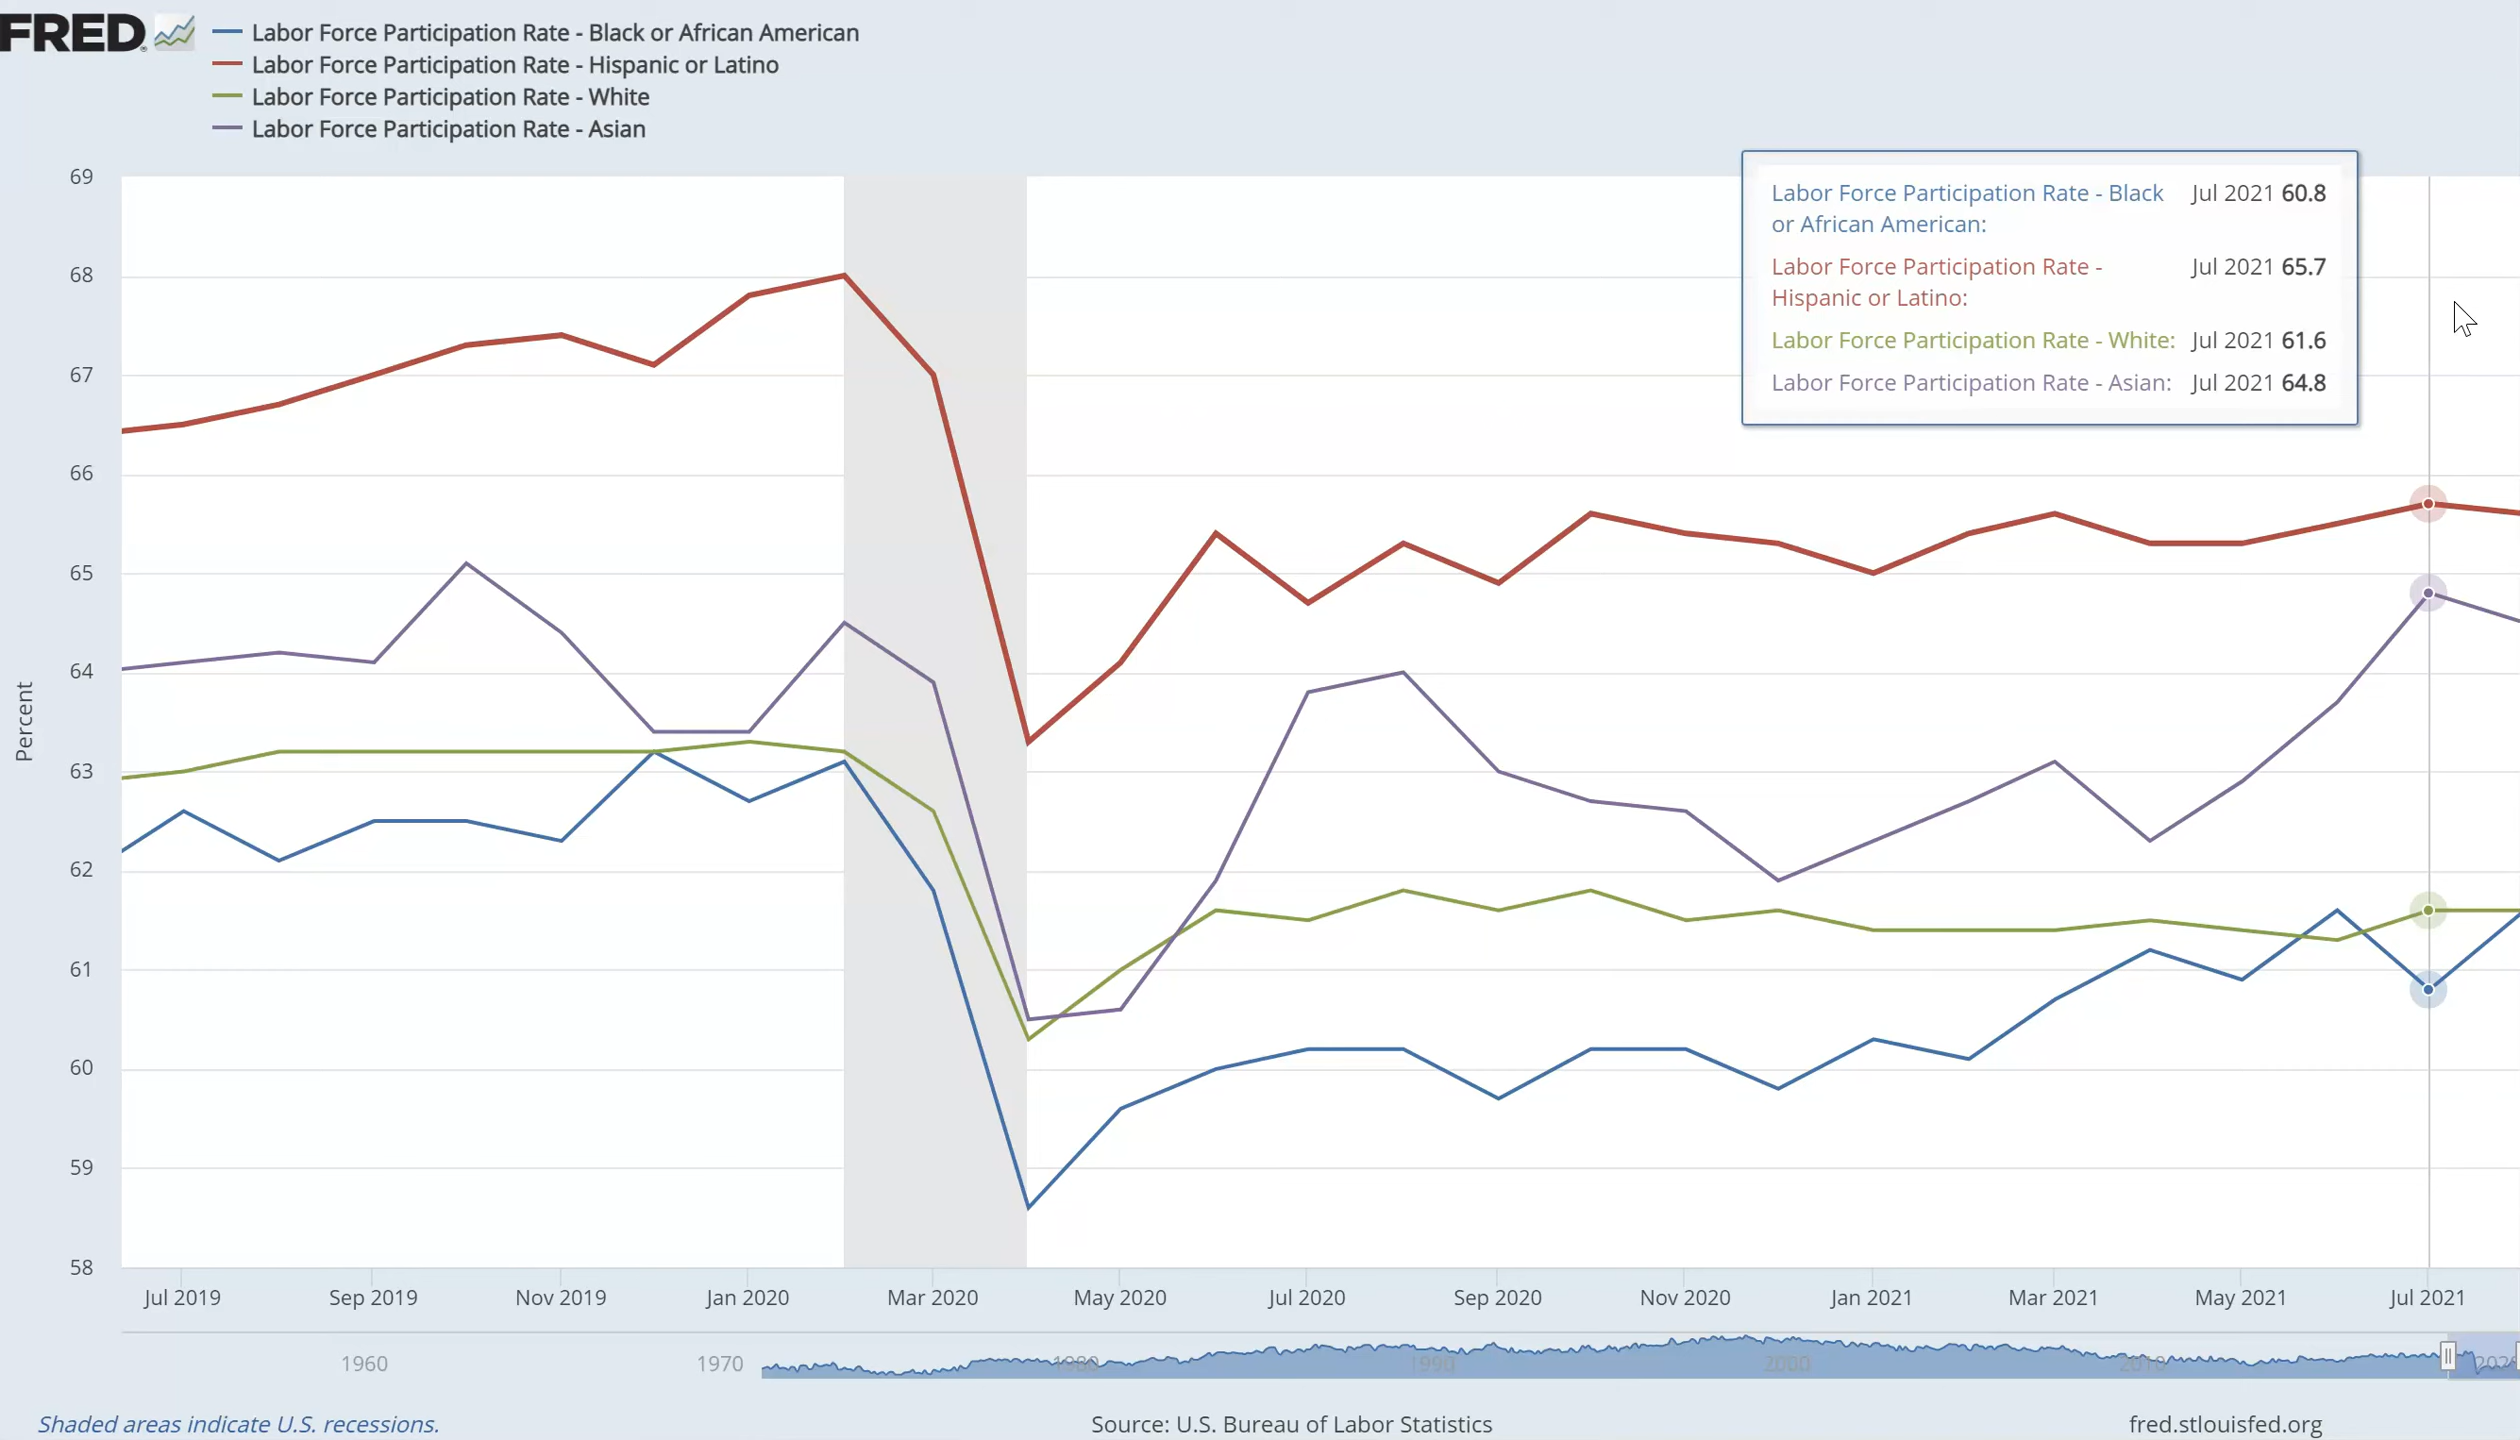 FRED
Labor Force Participation Rate - Black or African American
Labor Force Participation Rate - Hispanic or Latino
Labor Force Participation Rate - White
Labor Force Participation Rate - Asian
Labor Force Participation Rate - Black Jul 2021 60.8
or African American:
Labor Force Participation Rate - Jul 2021 65.7
Hispanic or Latino:
Labor Force Participation Rate - White: Jul 2021 61.6
Labor Force Participation Rate - Asian: Jul 2021 64.8
69
68
67
66
65
64
63
62
61
60
59
58
Percent
Jul 2019 Sep 2019 Nov 2019 Jan 2020 Mar 2020 May 2020 Jul 2020 Sep 2020 Nov 2020 Jan 2021 Mar 2021 May 2021 Jul 2021
1960 1970 1980 1990 2000 2010 2020
Shaded areas indicate U.S. recessions. Source: U.S. Bureau of Labor Statistics fred.stlouisfed.org